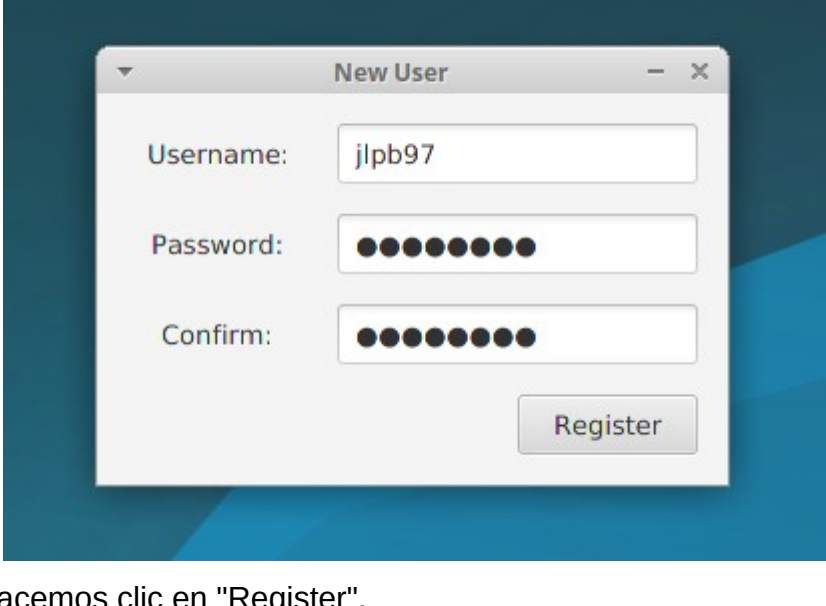 New User
Username: jlpb97
Password: ●●●●●●●●
Confirm: ●●●●●●●●
Register
acemos clic en "Register".